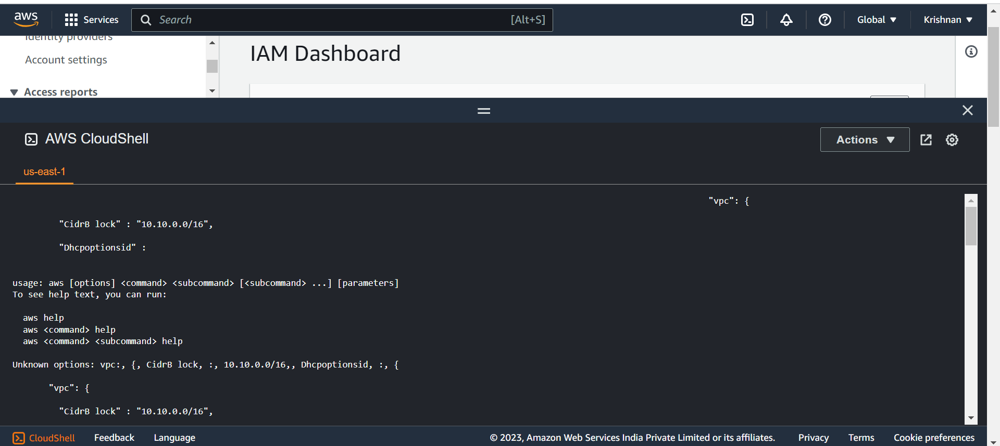 aws Services Search [Alt+S] Global Krishnan
Identity providers
Account settings
Access reports
IAM Dashboard
AWS CloudShell
Actions
us-east-1
"vpc": {
"CidrB lock" : "10.10.0.0/16",
"Dhcpoptionsid" :
usage: aws [options] <command> <subcommand> [<subcommand> ...] [parameters]
To see help text, you can run:
aws help
aws <command> help
aws <command> <subcommand> help
Unknown options: vpc:, {, CidrB lock, :, 10.10.0.0/16,, Dhcpoptionsid, :, {
"vpc": {
"CidrB lock" : "10.10.0.0/16",
CloudShell Feedback Language © 2023, Amazon Web Services India Private Limited or its affiliates. Privacy Terms Cookie preferences